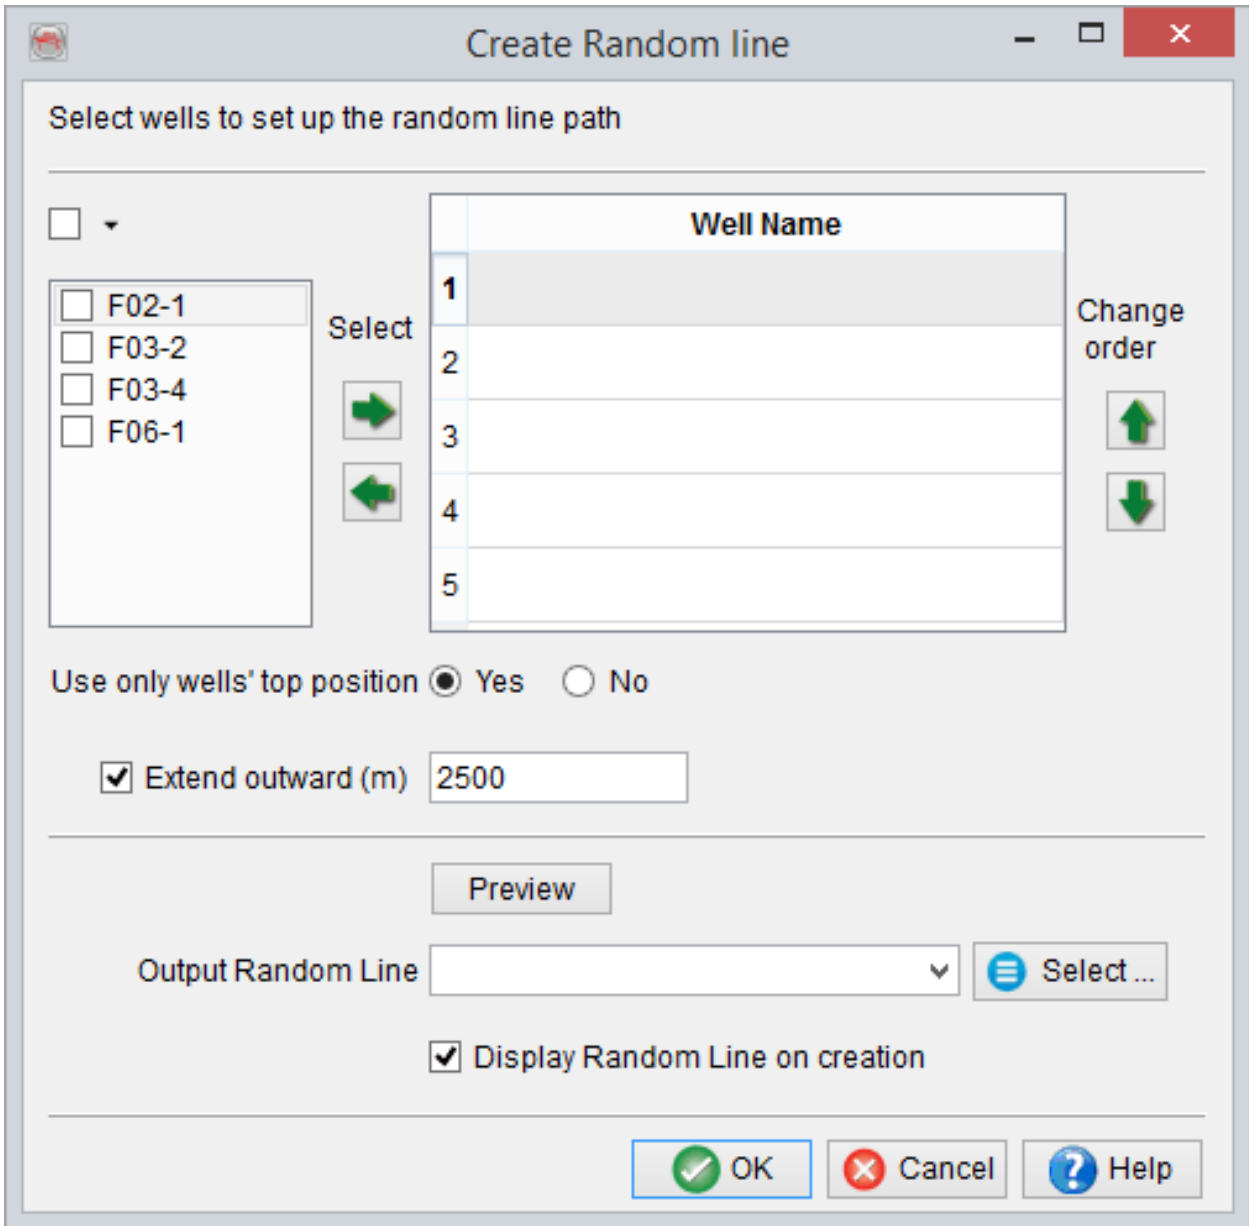 Create Random line
Select wells to set up the random line path
Well Name
F02-1
F03-2
F03-4
F06-1
Select
1
2
3
4
5
Change
order
Use only wells' top position Yes No
Extend outward (m) 2500
Preview
Output Random Line Select ...
Display Random Line on creation
OK Cancel Help